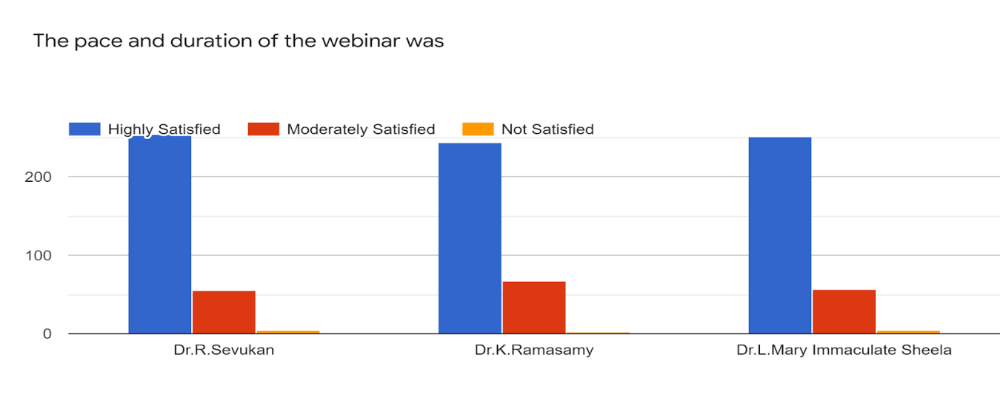 The pace and duration of the webinar was
Highly Satisfied Moderately Satisfied Not Satisfied
200
100
0
Dr.R.Sevukan Dr.K.Ramasamy Dr.L.Mary Immaculate Sheela